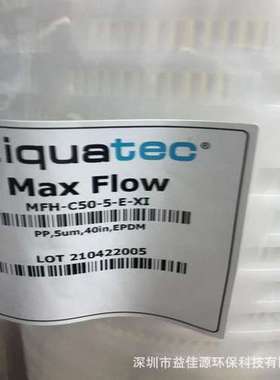 iquatec®
Max Flow
MFH-C50-5-E-XI
PP,5um,40in,EPDM
LOT 210422005
深圳市益佳源环保科技有